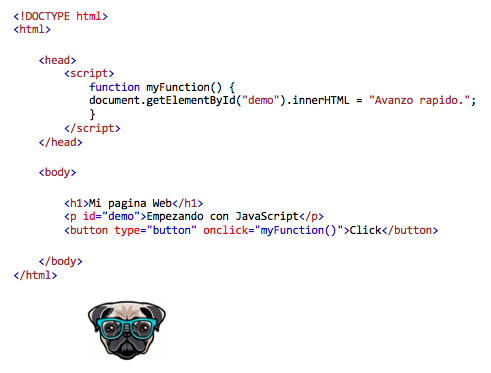 <!DOCTYPE html>
<html>
<head>
<script>
function myFunction() {
document.getElementById("demo").innerHTML = "Avanzo rapido.";
}
</script>
</head>
<body>
<h1>Mi pagina Web</h1>
<p id="demo">Empezando con JavaScript</p>
<button type="button" onclick="myFunction()">Click</button>
</body>
</html>